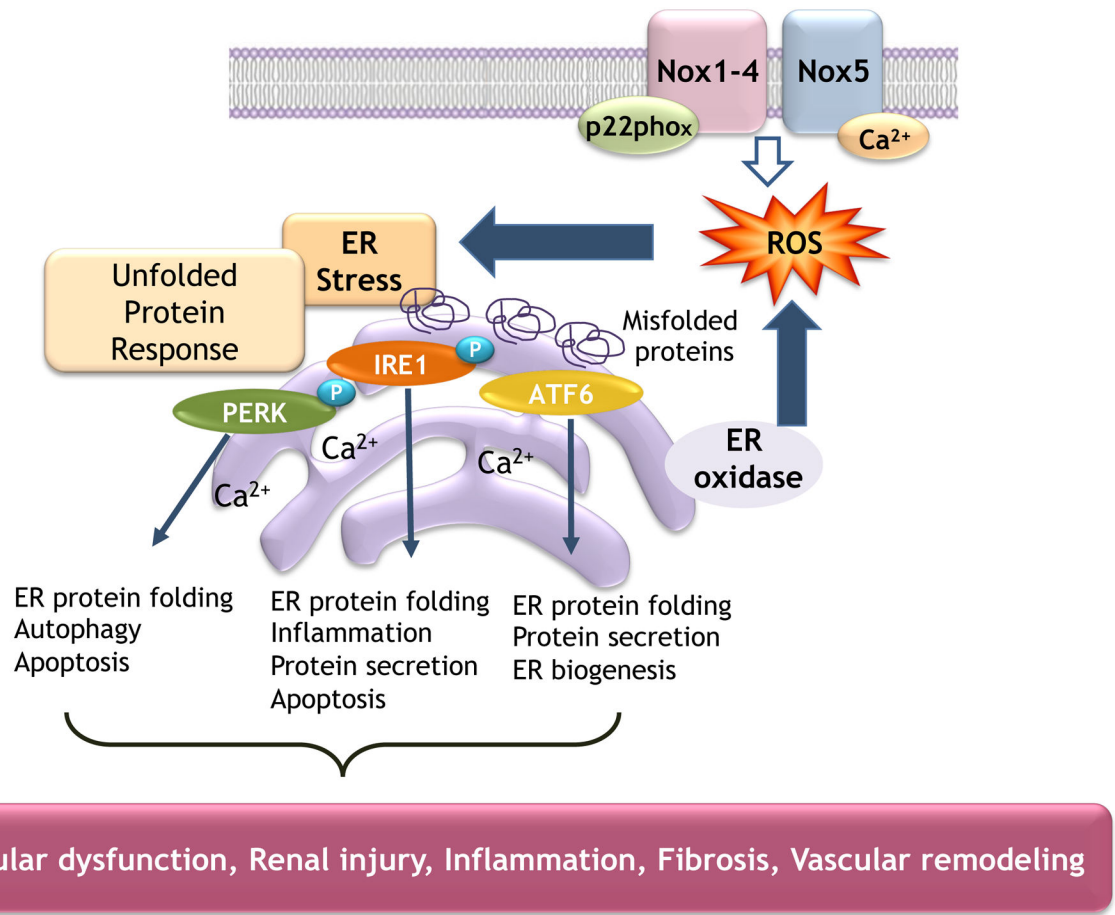 Nox1-4
Nox5
p22phox
Ca²⁺
ROS
ER
Stress
Unfolded
Protein
Response
Misfolded
proteins
IRE1
P
ATF6
PERK
P
ER
oxidase
Ca²⁺
Ca²⁺
Ca²⁺
ER protein folding
Autophagy
Apoptosis
ER protein folding
Inflammation
Protein secretion
Apoptosis
ER protein folding
Protein secretion
ER biogenesis
dysfunction, Renal injury, Inflammation, Fibrosis, Vascular remodeling